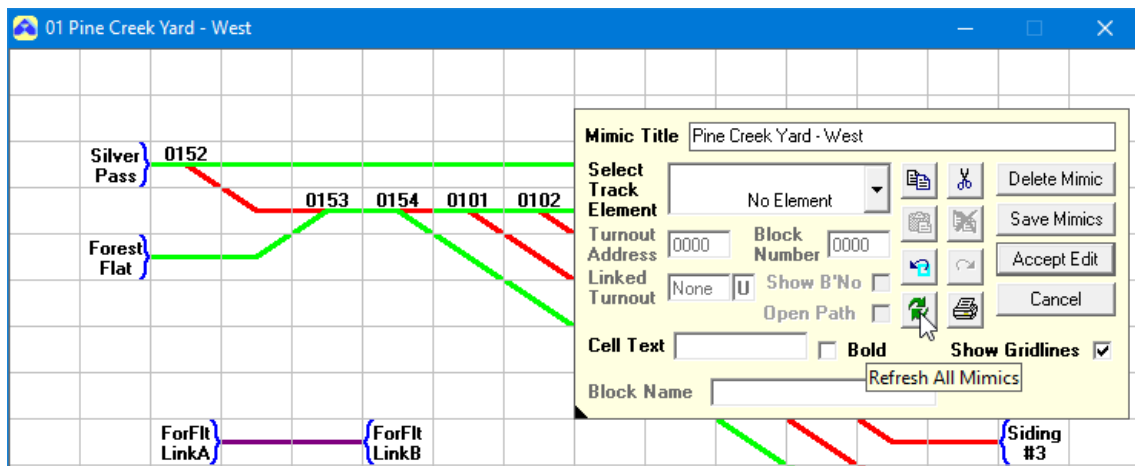 01 Pine Creek Yard - West
Mimic Title Pine Creek Yard - West
Silver Pass
0152
0153 0154 0101 0102
Forest Flat
Select Track Element
No Element
Delete Mimic
Turnout Address 0000
Block Number 0000
Save Mimics
Linked Turnout None U
Show B'No
Accept Edit
Open Path
Cancel
Cell Text
Bold
Show Gridlines
Refresh All Mimics
Block Name
ForFlt LinkA
ForFlt LinkB
Siding #3